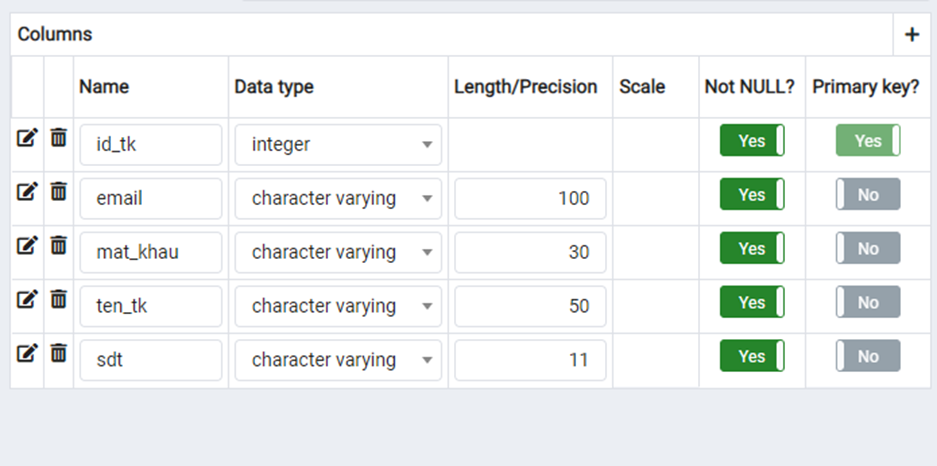 Columns +
Name Data type Length/Precision Scale Not NULL? Primary key?
id_tk integer Yes Yes
email character varying 100 Yes No
mat_khau character varying 30 Yes No
ten_tk character varying 50 Yes No
sdt character varying 11 Yes No